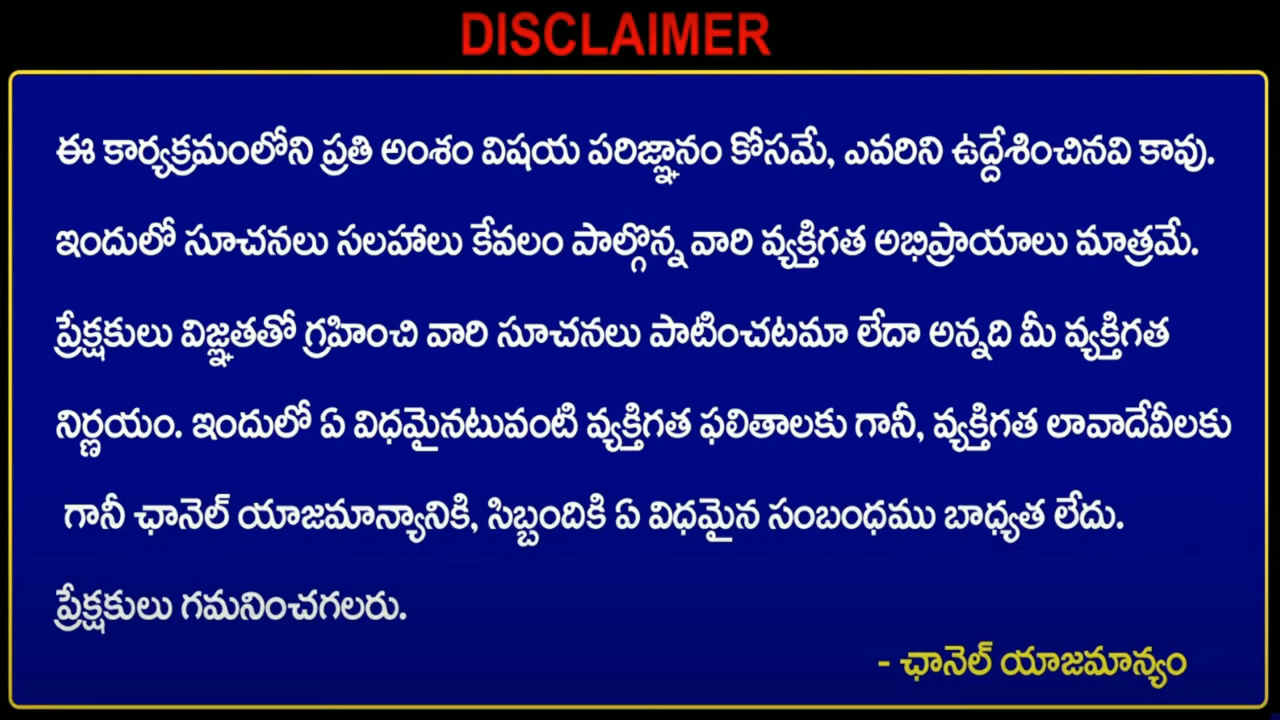 DISCLAIMER
ఈ కార్యక్రమంలోని ప్రతి అంశం విషయ పరిజ్ఞానం కోసమే, ఎవరిని ఉద్దేశించినవి కావు.
ఇందులో సూచనలు సలహాలు కేవలం పాల్గొన్న వారి వ్యక్తిగత అభిప్రాయాలు మాత్రమే.
ప్రేక్షకులు విజ్ఞతతో గ్రహించి వారి సూచనలు పాటించటమా లేదా అన్నది మీ వ్యక్తిగత
నిర్ణయం. ఇందులో ఏ విధమైనటువంటి వ్యక్తిగత ఫలితాలకు గానీ, వ్యక్తిగత లావాదేవీలకు
గానీ ఛానెల్ యాజమాన్యానికి, సిబ్బందికి ఏ విధమైన సంబంధము బాధ్యత లేదు.
ప్రేక్షకులు గమనించగలరు.
- ఛానెల్ యాజమాన్యం